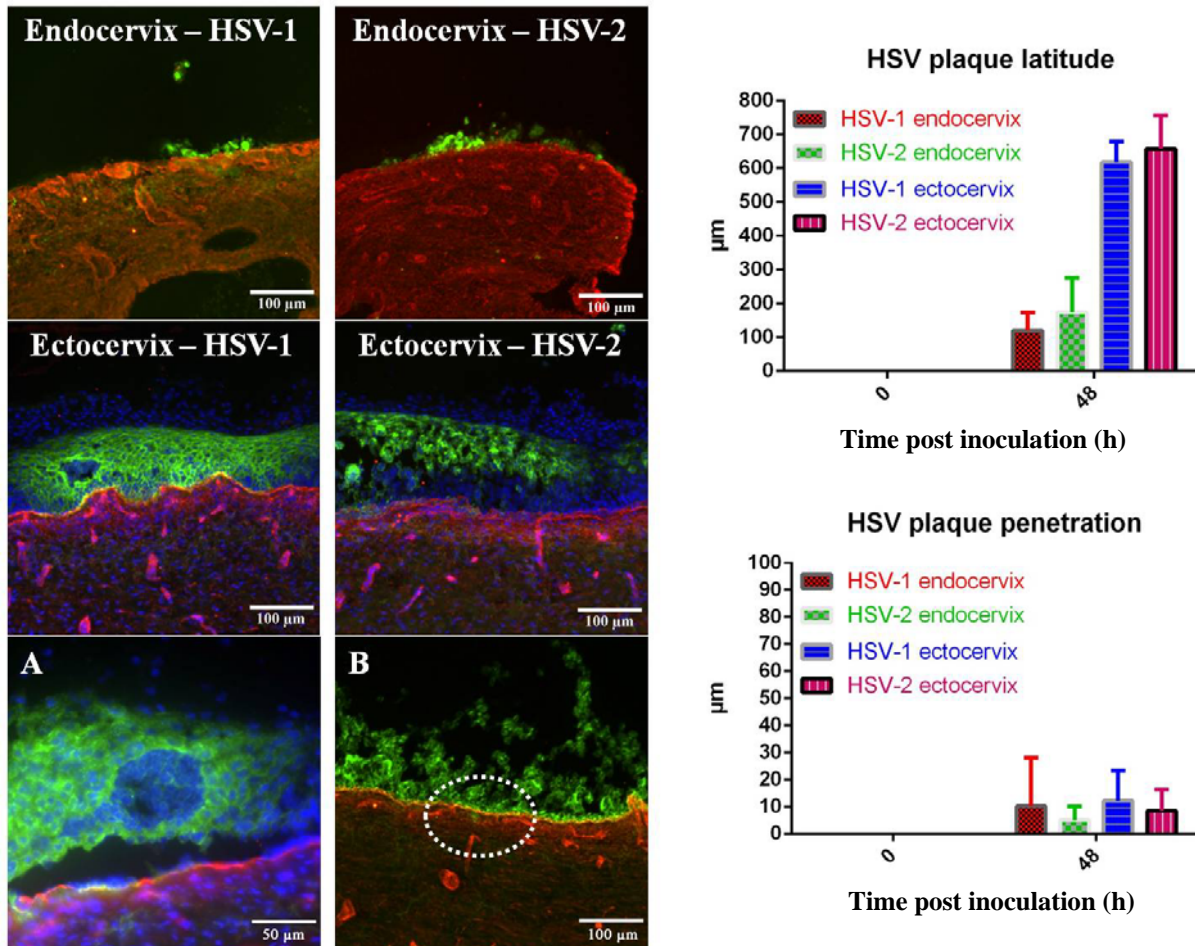 Endocervix – HSV-1
100 µm
Endocervix – HSV-2
100 µm
Ectocervix – HSV-1
100 µm
Ectocervix – HSV-2
100 µm
A
50 µm
B
100 µm
HSV plaque latitude
800
700
600
500
400
300
200
100
0
µm
HSV-1 endocervix
HSV-2 endocervix
HSV-1 ectocervix
HSV-2 ectocervix
0
48
Time post inoculation (h)
HSV plaque penetration
100
90
80
70
60
50
40
30
20
10
0
µm
HSV-1 endocervix
HSV-2 endocervix
HSV-1 ectocervix
HSV-2 ectocervix
0
48
Time post inoculation (h)